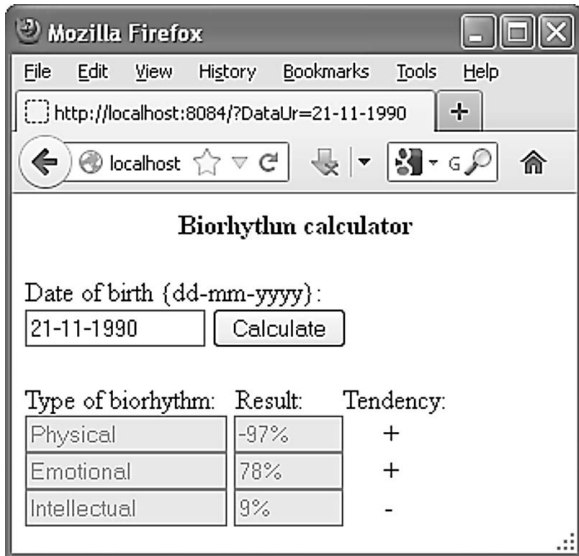 Mozilla Firefox
File Edit View History Bookmarks Tools Help
http://localhost:8084/?DataUr=21-11-1990
localhost G
Biorhythm calculator
Date of birth {dd-mm-yyyy}:
21-11-1990 Calculate
Type of biorhythm: Result: Tendency:
Physical -97% +
Emotional 78% +
Intellectual 9% -